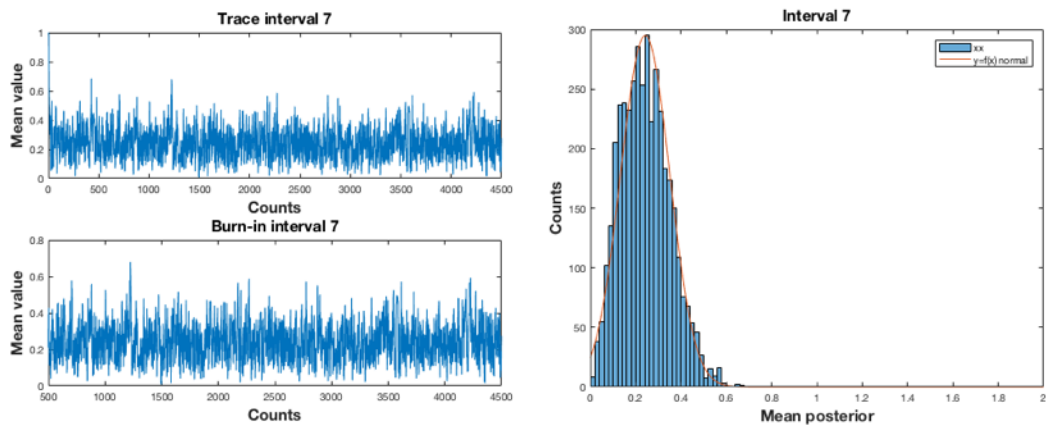 Trace interval 7
1
0.8
0.6
0.4
0.2
0
Mean value
0 500 1000 1500 2000 2500 3000 3500 4000 4500
Counts
Burn-in interval 7
0.8
0.6
0.4
0.2
0
Mean value
500 1000 1500 2000 2500 3000 3500 4000 4500
Counts
Interval 7
300
250
200
150
100
50
0
Counts
xx
y=f(x) normal
0 0.2 0.4 0.6 0.8 1 1.2 1.4 1.6 1.8 2
Mean posterior